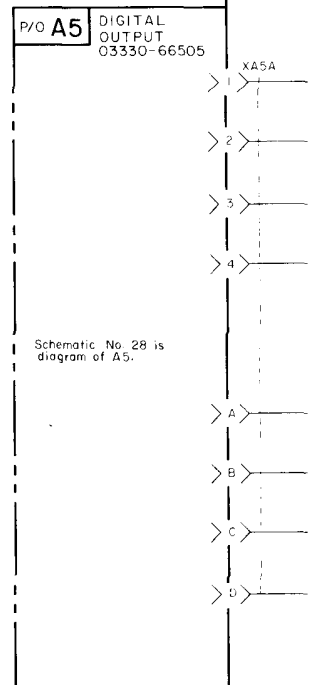 P/O A5 DIGITAL
OUTPUT
03330-66505
XA5A
1
2
3
4
Schematic No. 28 is
diagram of A5.
A
B
C
D